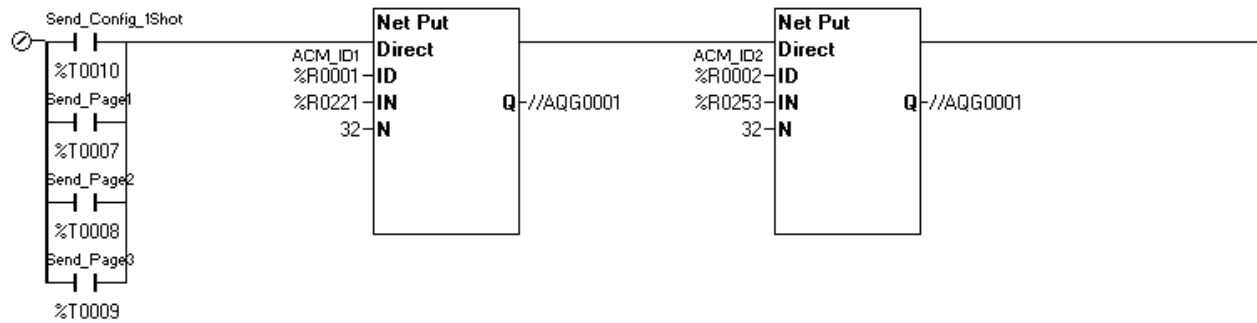 Send_Config_1Shot
%T0010
Send_Page1
%T0007
Send_Page2
%T0008
Send_Page3
%T0009
Net Put
Direct
ACM_ID1
%R0001 ID
%R0221 IN Q //AQG0001
32 N
Net Put
Direct
ACM_ID2
%R0002 ID
%R0253 IN Q //AQG0001
32 N